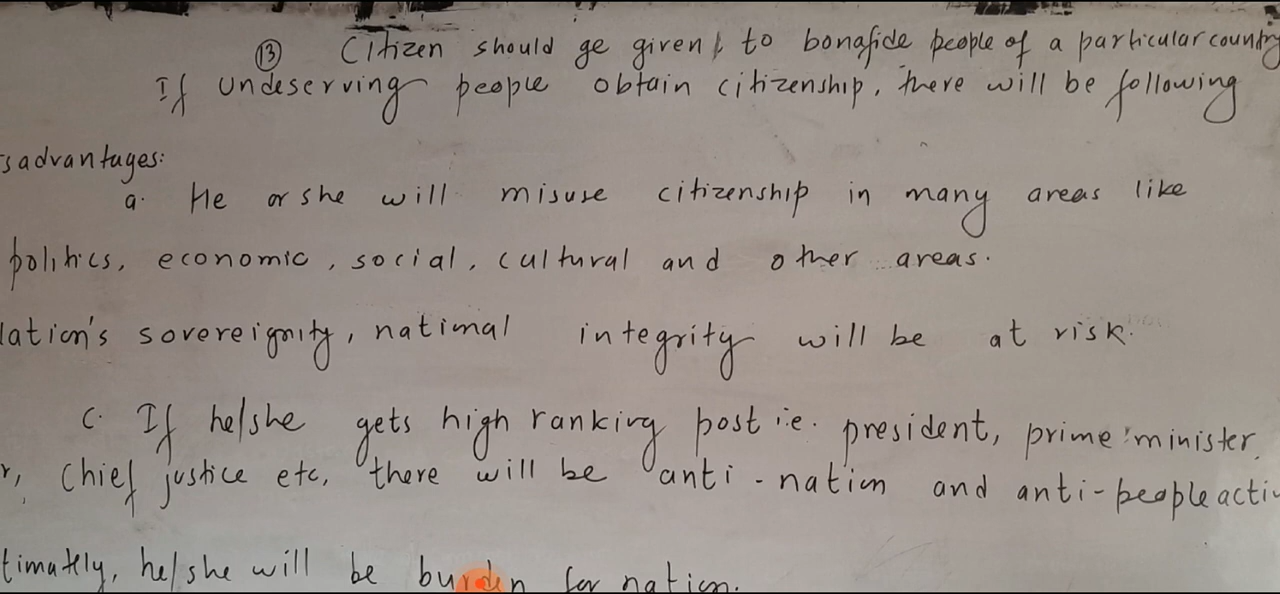 ⑬ Citizen should ge given to bonafide people of a particular country
If undeserving people obtain citizenship, there will be following
sadvantages:
a. He or she will misuse citizenship in many areas like
politics, economic, social, cultural and other areas.
lation's sovereignity, national integrity will be at risk.
c. If he/she gets high ranking post i.e. president, prime minister,
r, chief justice etc, there will be anti-nation and anti-people activ
timately, he/she will be burden for nation.